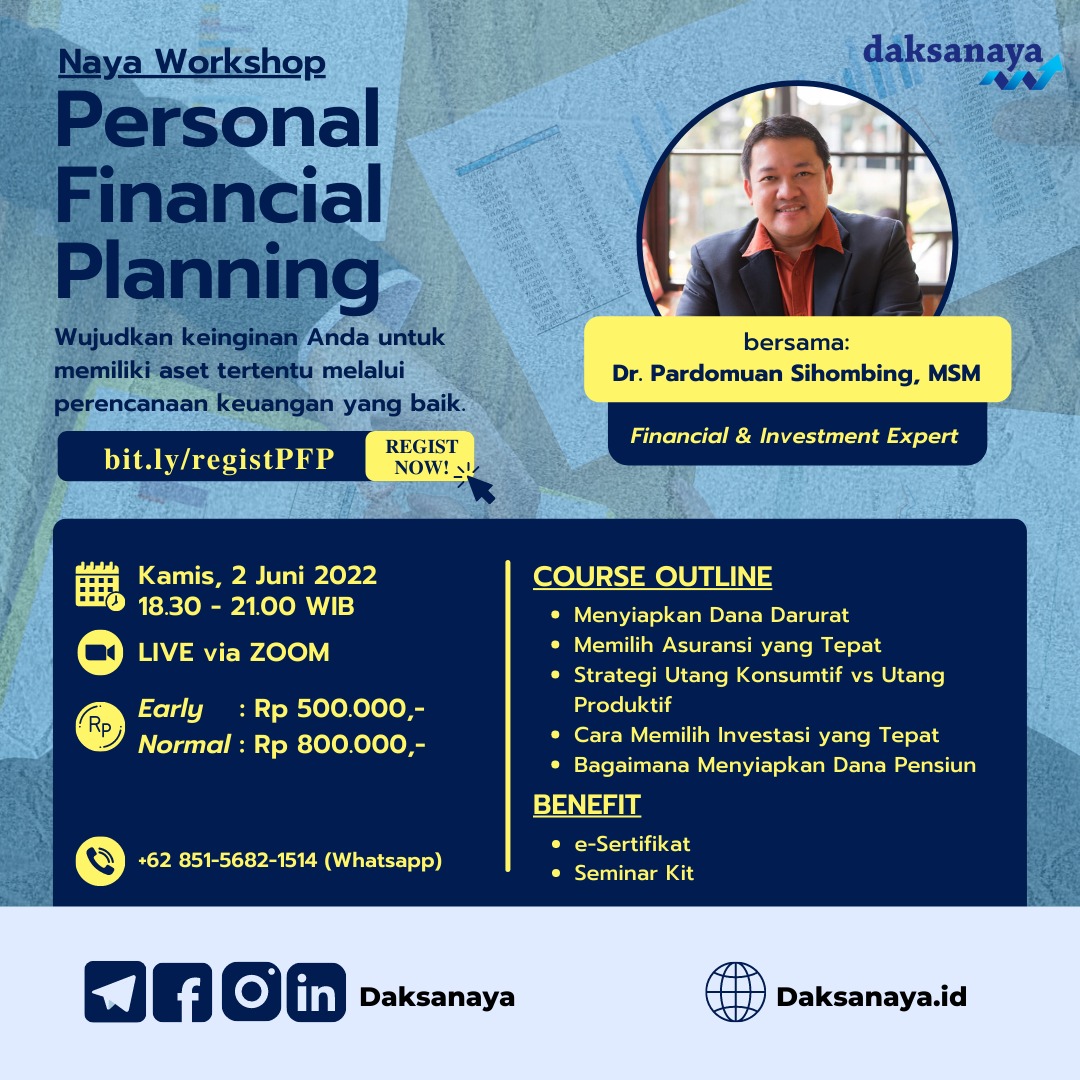 Naya Workshop
Personal
Financial
Planning
Wujudkan keinginan Anda untuk
memiliki aset tertentu melalui
perencanaan keuangan yang baik.
bit.ly/registPFP
REGIST
NOW!
daksanaya
bersama:
Dr. Pardomuan Sihombing, MSM
Financial & Investment Expert
Kamis, 2 Juni 2022
18.30 - 21.00 WIB
LIVE via ZOOM
RP
Early : Rp 500.000,-
Normal : Rp 800.000,-
+62 851-5682-1514 (Whatsapp)
COURSE OUTLINE
• Menyiapkan Dana Darurat
• Memilih Asuransi yang Tepat
• Strategi Utang Konsumtif vs Utang
Produktif
• Cara Memilih Investasi yang Tepat
• Bagaimana Menyiapkan Dana Pensiun
BENEFIT
• e-Sertifikat
• Seminar Kit
Daksanaya
Daksanaya.id